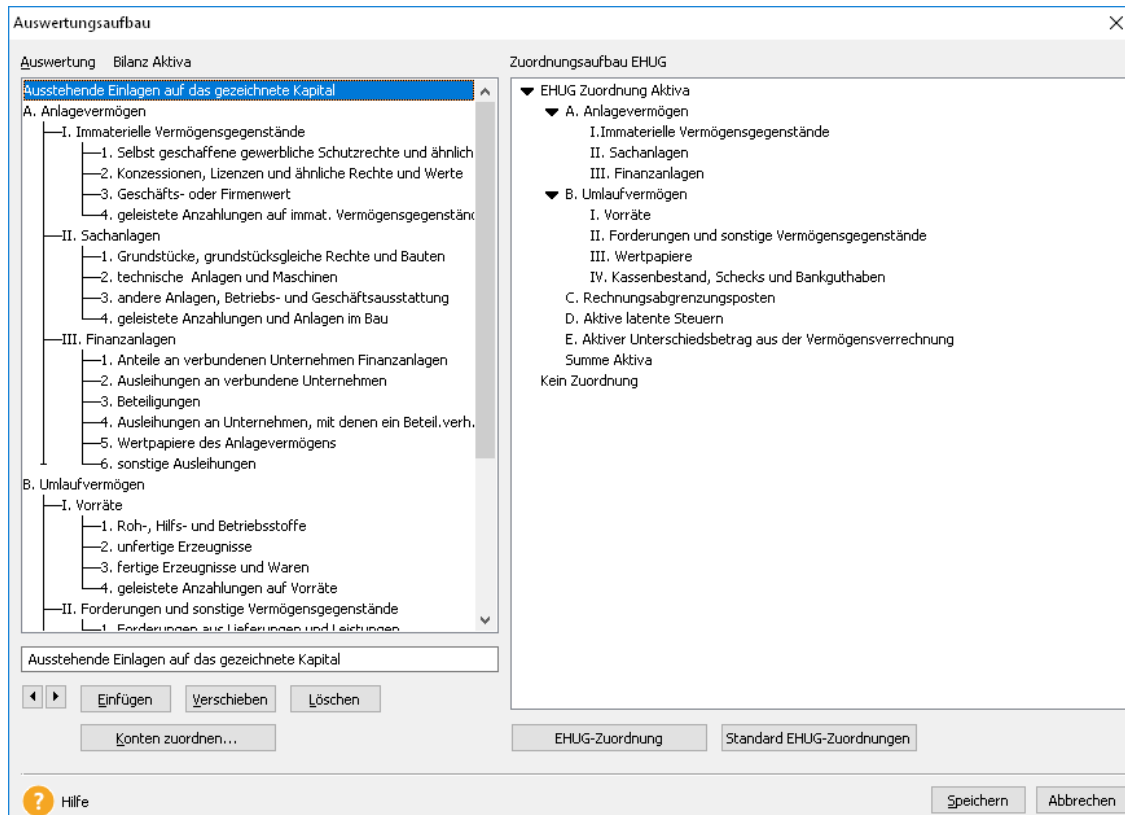 Auswertungsaufbau
Auswertung Bilanz Aktiva
Ausstehende Einlagen auf das gezeichnete Kapital
A. Anlagevermögen
I. Immaterielle Vermögensgegenstände
1. Selbst geschaffene gewerbliche Schutzrechte und ähnlich
2. Konzessionen, Lizenzen und ähnliche Rechte und Werte
3. Geschäfts- oder Firmenwert
4. geleistete Anzahlungen auf immat. Vermögensgegenständ
II. Sachanlagen
1. Grundstücke, grundstücksgleiche Rechte und Bauten
2. technische Anlagen und Maschinen
3. andere Anlagen, Betriebs- und Geschäftsausstattung
4. geleistete Anzahlungen und Anlagen im Bau
III. Finanzanlagen
1. Anteile an verbundenen Unternehmen Finanzanlagen
2. Ausleihungen an verbundene Unternehmen
3. Beteiligungen
4. Ausleihungen an Unternehmen, mit denen ein Beteil.verh.
5. Wertpapiere des Anlagevermögens
6. sonstige Ausleihungen
B. Umlaufvermögen
I. Vorräte
1. Roh-, Hilfs- und Betriebsstoffe
2. unfertige Erzeugnisse
3. fertige Erzeugnisse und Waren
4. geleistete Anzahlungen auf Vorräte
II. Forderungen und sonstige Vermögensgegenstände
1. Forderungen aus Lieferungen und Leistungen
Ausstehende Einlagen auf das gezeichnete Kapital
Einfügen Verschieben Löschen
Konten zuordnen...
Zuordnungsaufbau EHUG
EHUG Zuordnung Aktiva
A. Anlagevermögen
I.Immaterielle Vermögensgegenstände
II. Sachanlagen
III. Finanzanlagen
B. Umlaufvermögen
I. Vorräte
II. Forderungen und sonstige Vermögensgegenstände
III. Wertpapiere
IV. Kassenbestand, Schecks und Bankguthaben
C. Rechnungsabgrenzungsposten
D. Aktive latente Steuern
E. Aktiver Unterschiedsbetrag aus der Vermögensverrechnung
Summe Aktiva
Kein Zuordnung
EHUG-Zuordnung Standard EHUG-Zuordnungen
? Hilfe
Speichern Abbrechen